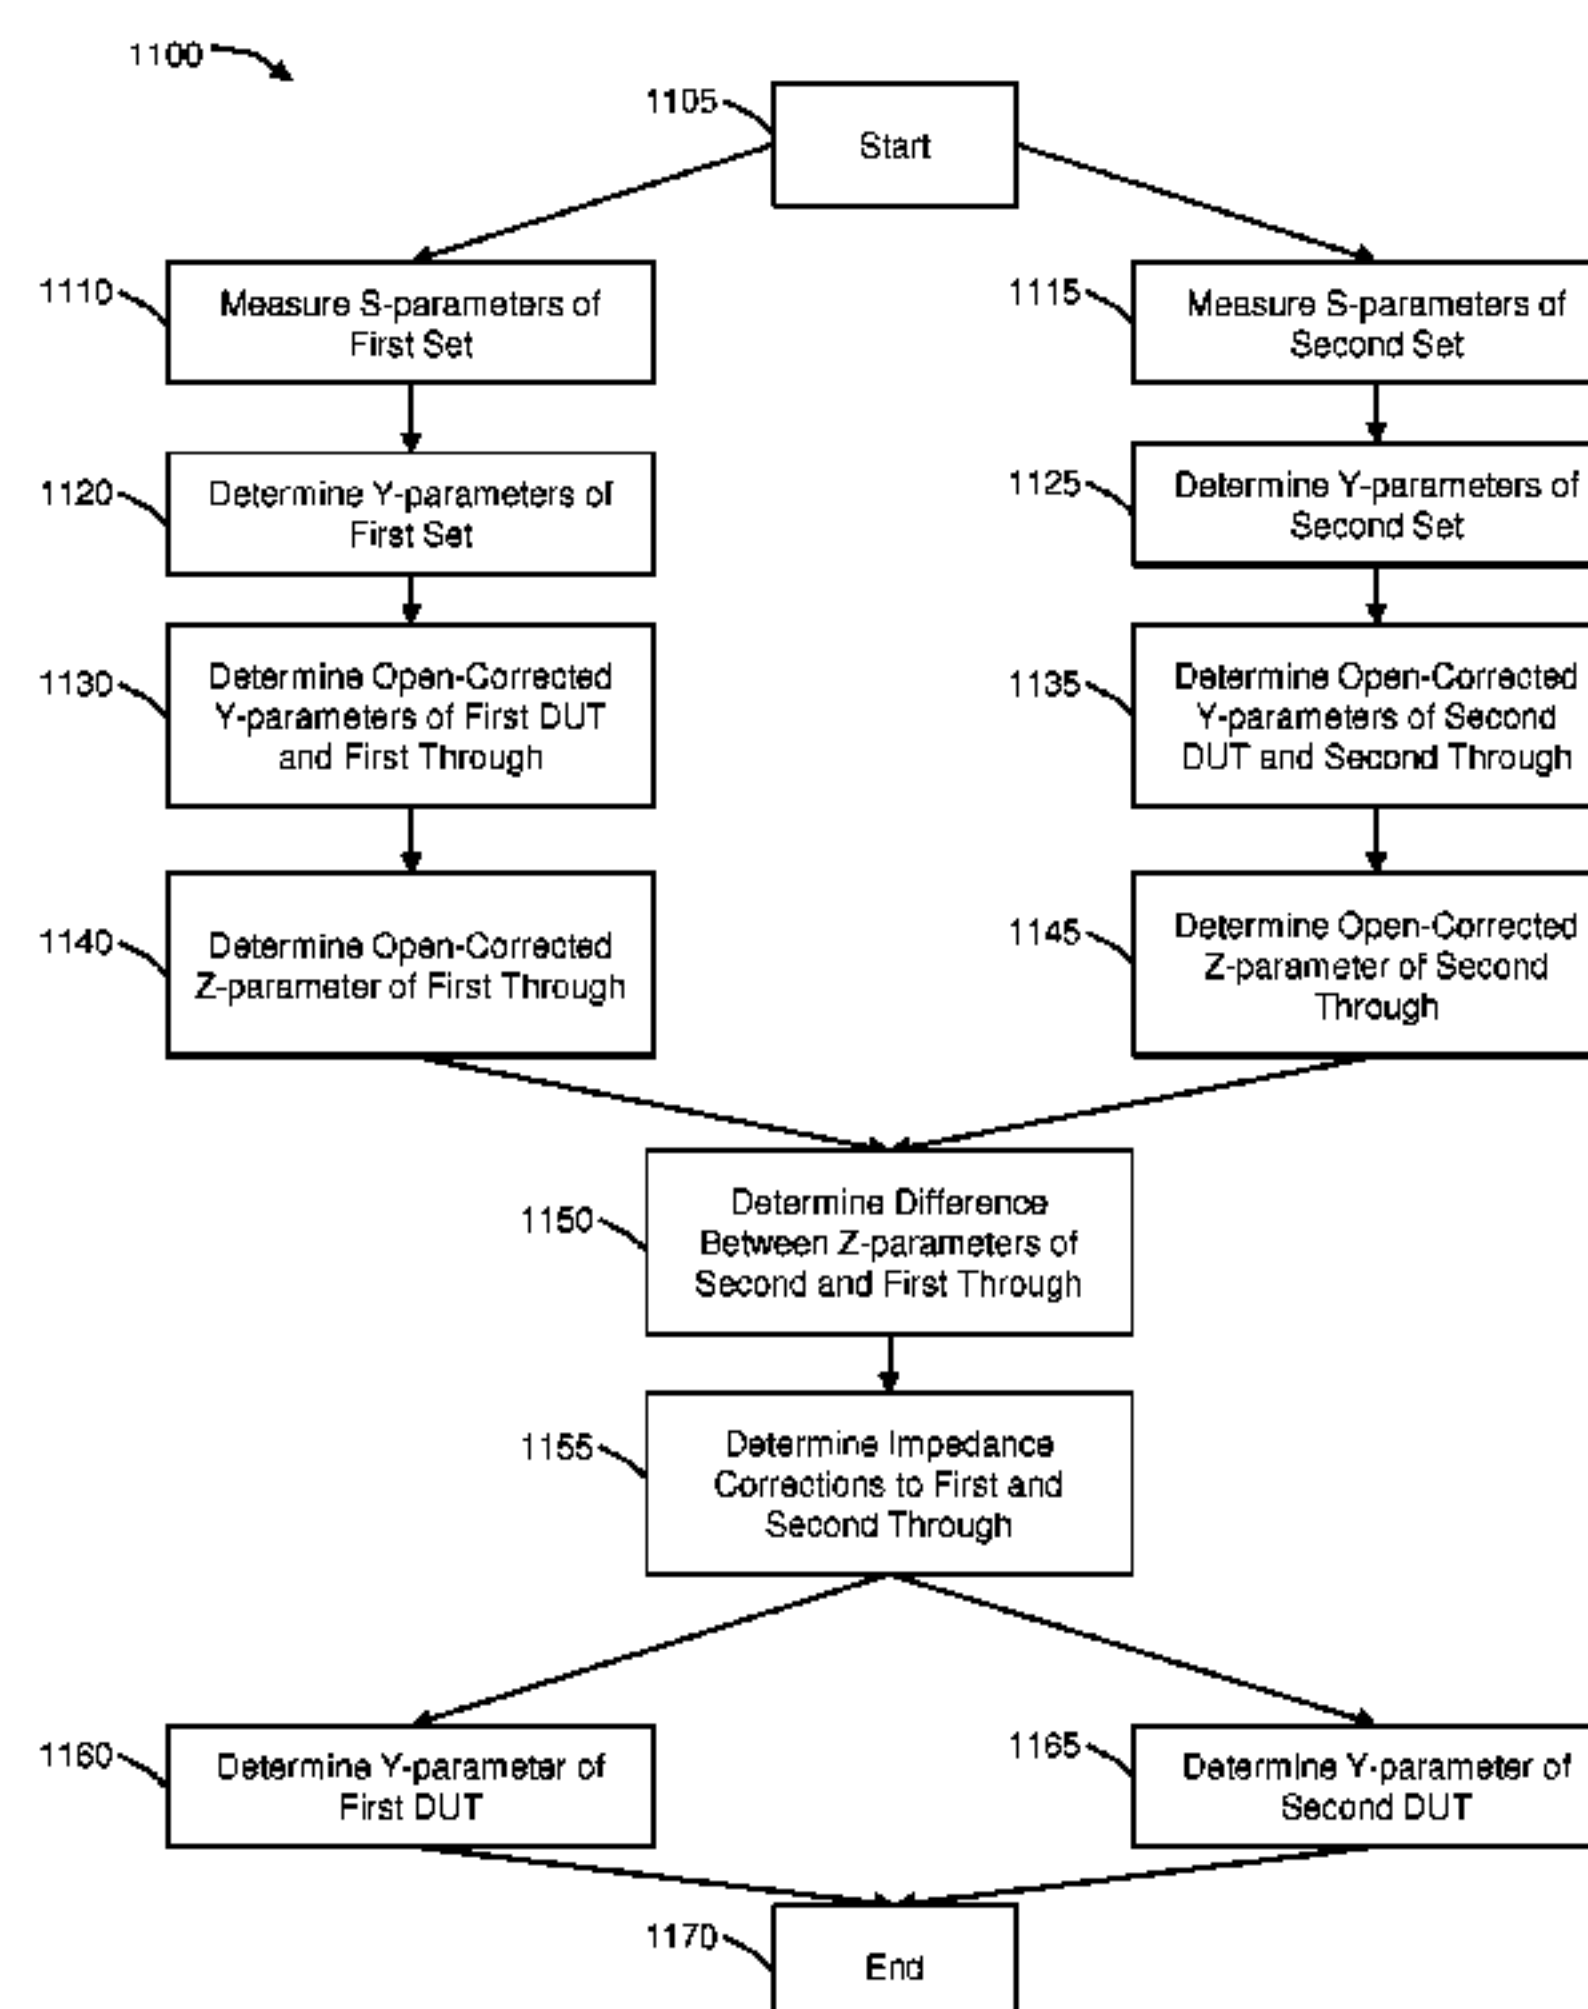 1100
1105
Start
1110
Measure S-parameters of
First Set
1115
Measure S-parameters of
Second Set
1120
Determine Y-parameters of
First Set
1125
Determine Y-parameters of
Second Set
1130
Determine Open-Corrected
Y-parameters of First DUT
and First Through
1135
Determine Open-Corrected
Y-parameters of Second
DUT and Second Through
1140
Determine Open-Corrected
Z-parameter of First Through
1145
Determine Open-Corrected
Z-parameter of Second
Through
1150
Determine Difference
Between Z-parameters of
Second and First Through
1155
Determine Impedance
Corrections to First and
Second Through
1160
Determine Y-parameter of
First DUT
1165
Determine Y-parameter of
Second DUT
1170
End